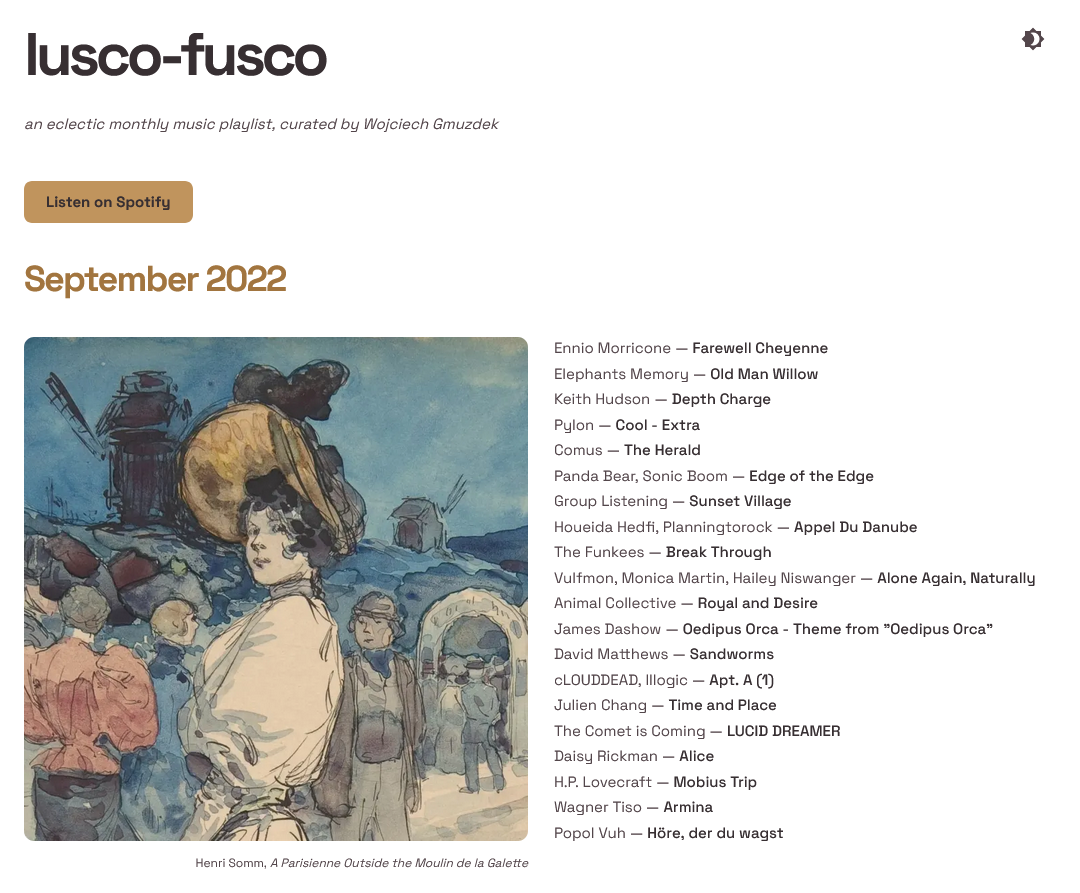 lusco-fusco
an eclectic monthly music playlist, curated by Wojciech Gmuzdek
Listen on Spotify
September 2022
Ennio Morricone — Farewell Cheyenne
Elephants Memory — Old Man Willow
Keith Hudson — Depth Charge
Pylon — Cool - Extra
Comus — The Herald
Panda Bear, Sonic Boom — Edge of the Edge
Group Listening — Sunset Village
Houeida Hedfi, Planningtorock — Appel Du Danube
The Funkees — Break Through
Vulfmon, Monica Martin, Hailey Niswanger — Alone Again, Naturally
Animal Collective — Royal and Desire
James Dashow — Oedipus Orca - Theme from ”Oedipus Orca”
David Matthews — Sandworms
cLOUDDEAD, Illogic — Apt. A (1)
Julien Chang — Time and Place
The Comet is Coming — LUCID DREAMER
Daisy Rickman — Alice
H.P. Lovecraft — Mobius Trip
Wagner Tiso — Armina
Popol Vuh — Höre, der du wagst
Henri Somm, A Parisienne Outside the Moulin de la Galette